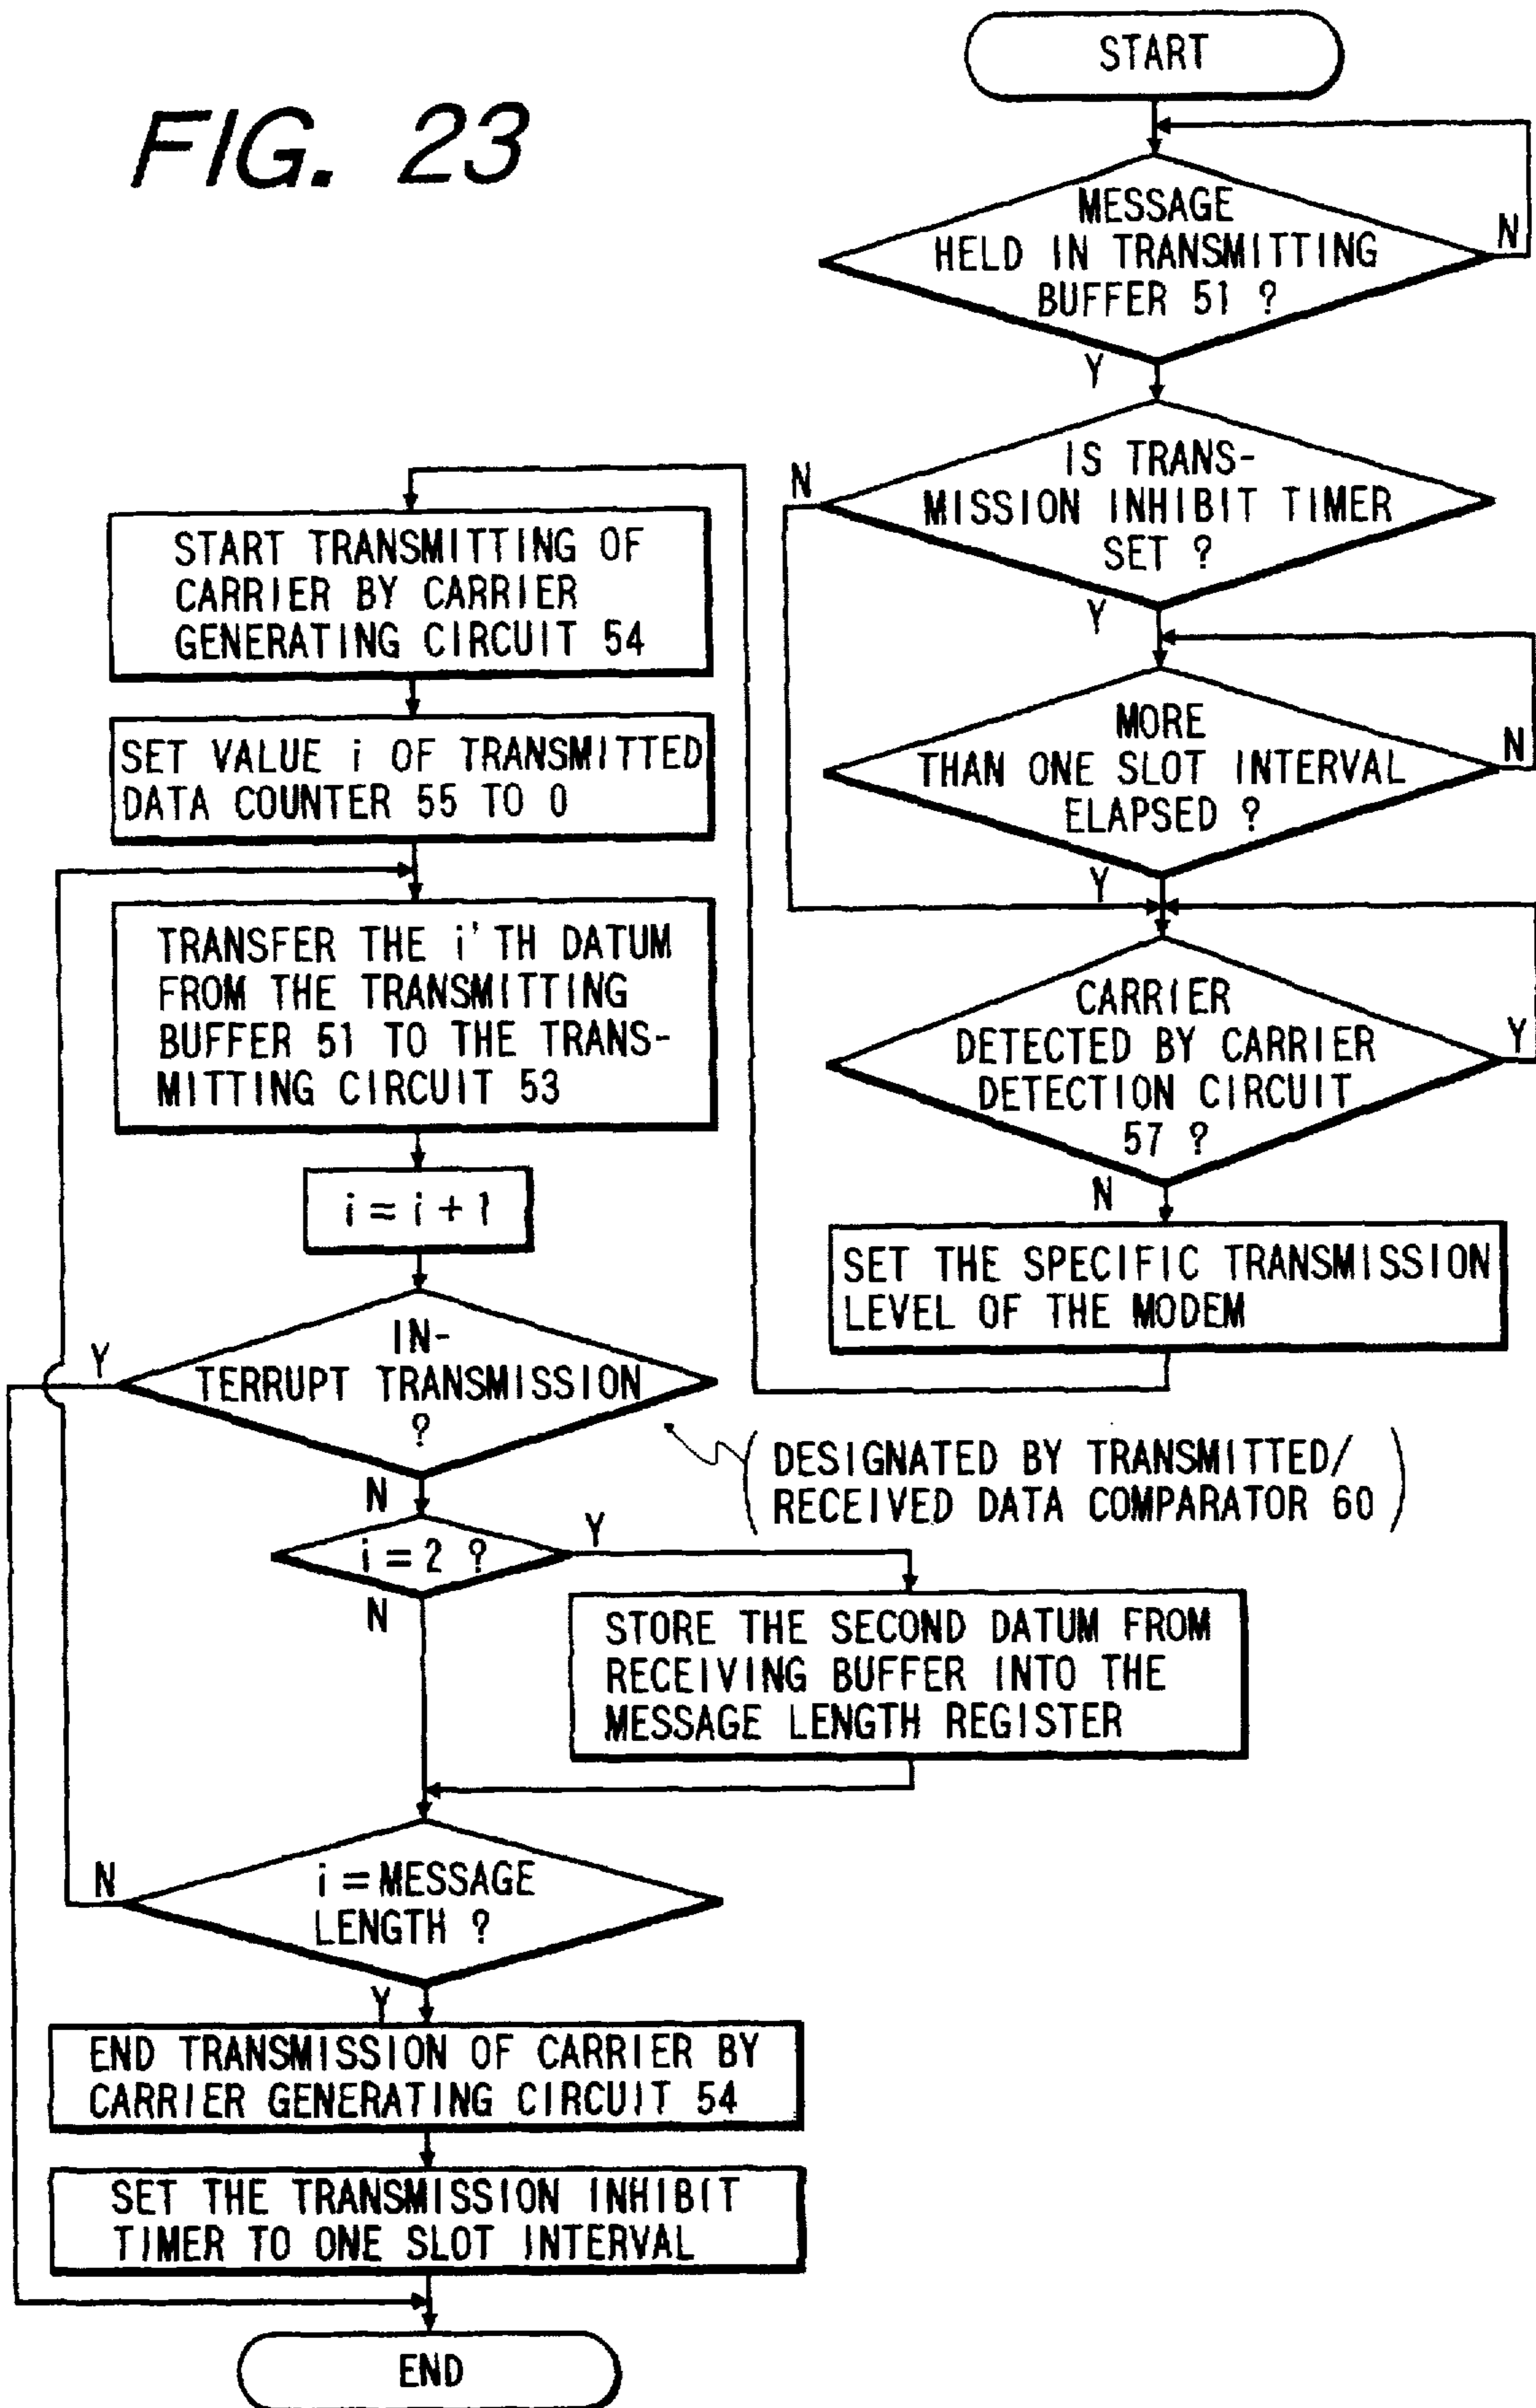 FIG. 23
START
MESSAGE
HELD IN TRANSMITTING
BUFFER 51 ?
N
Y
IS TRANS-
MISSION INHIBIT TIMER
SET ?
N
Y
MORE
THAN ONE SLOT INTERVAL
ELAPSED ?
N
Y
CARRIER
DETECTED BY CARRIER
DETECTION CIRCUIT
57 ?
Y
N
SET THE SPECIFIC TRANSMISSION
LEVEL OF THE MODEM
START TRANSMITTING OF
CARRIER BY CARRIER
GENERATING CIRCUIT 54
SET VALUE i OF TRANSMITTED
DATA COUNTER 55 TO 0
TRANSFER THE i'TH DATUM
FROM THE TRANSMITTING
BUFFER 51 TO THE TRANS-
MITTING CIRCUIT 53
i = i + 1
IN-
TERRUPT TRANSMISSION
?
Y
N
(DESIGNATED BY TRANSMITTED/
RECEIVED DATA COMPARATOR 60)
i = 2 ?
Y
N
STORE THE SECOND DATUM FROM
RECEIVING BUFFER INTO THE
MESSAGE LENGTH REGISTER
i = MESSAGE
LENGTH ?
N
Y
END TRANSMISSION OF CARRIER BY
CARRIER GENERATING CIRCUIT 54
SET THE TRANSMISSION INHIBIT
TIMER TO ONE SLOT INTERVAL
END